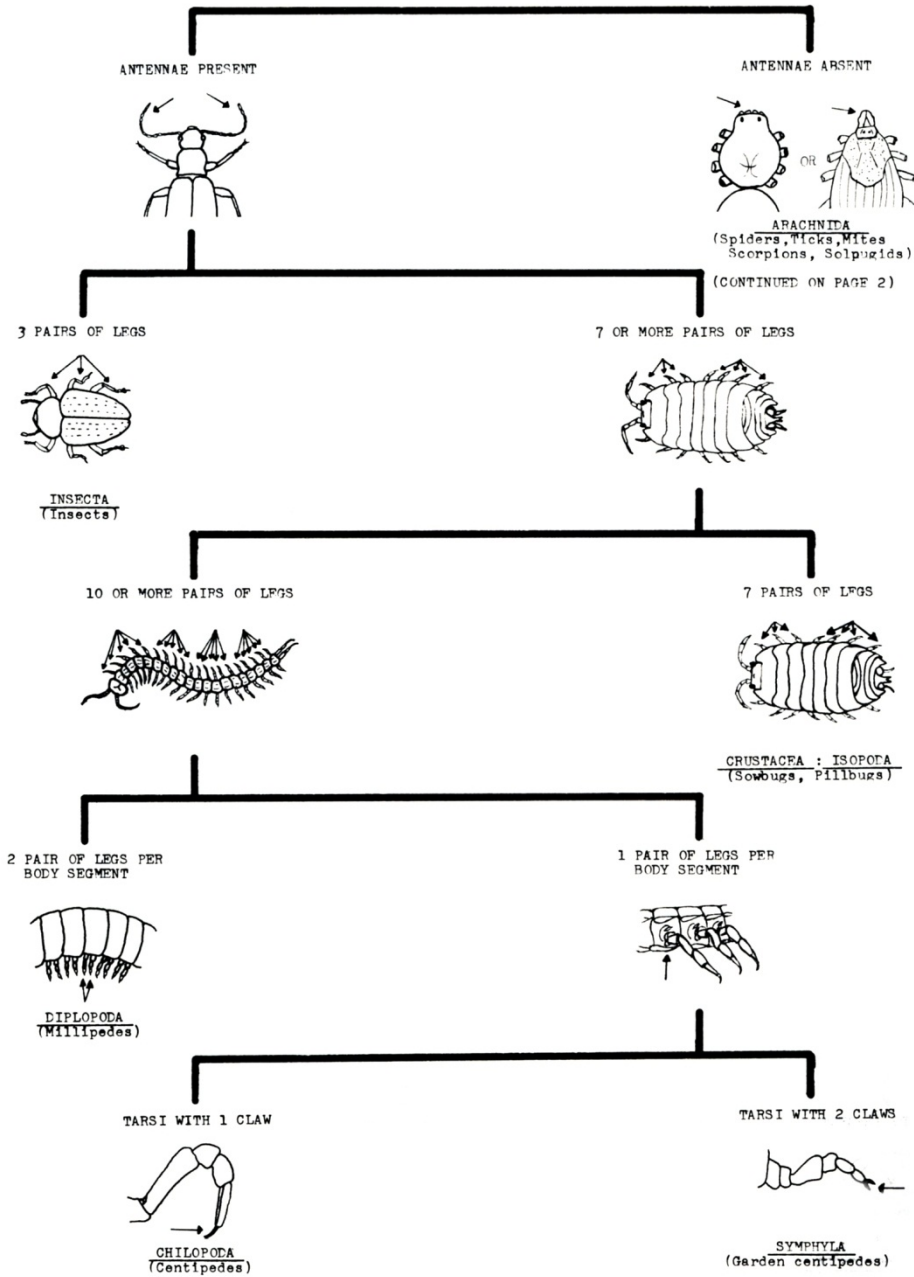 ANTENNAE PRESENT
ANTENNAE ABSENT
OR
ARACHNIDA
(Spiders,Ticks,Mites
Scorpions, Solpugids)
(CONTINUED ON PAGE 2)
3 PAIRS OF LEGS
7 OR MORE PAIRS OF LEGS
INSECTA
(Insects)
10 OR MORE PAIRS OF LEGS
7 PAIRS OF LEGS
CRUSTACEA : ISOPODA
(Sowbugs, Pillbugs)
2 PAIR OF LEGS PER
BODY SEGMENT
1 PAIR OF LEGS PER
BODY SEGMENT
DIPLOPODA
(Millipedes)
TARSI WITH 1 CLAW
TARSI WITH 2 CLAWS
CHILOPODA
(Centipedes)
SYMPHYLA
(Garden centipedes)